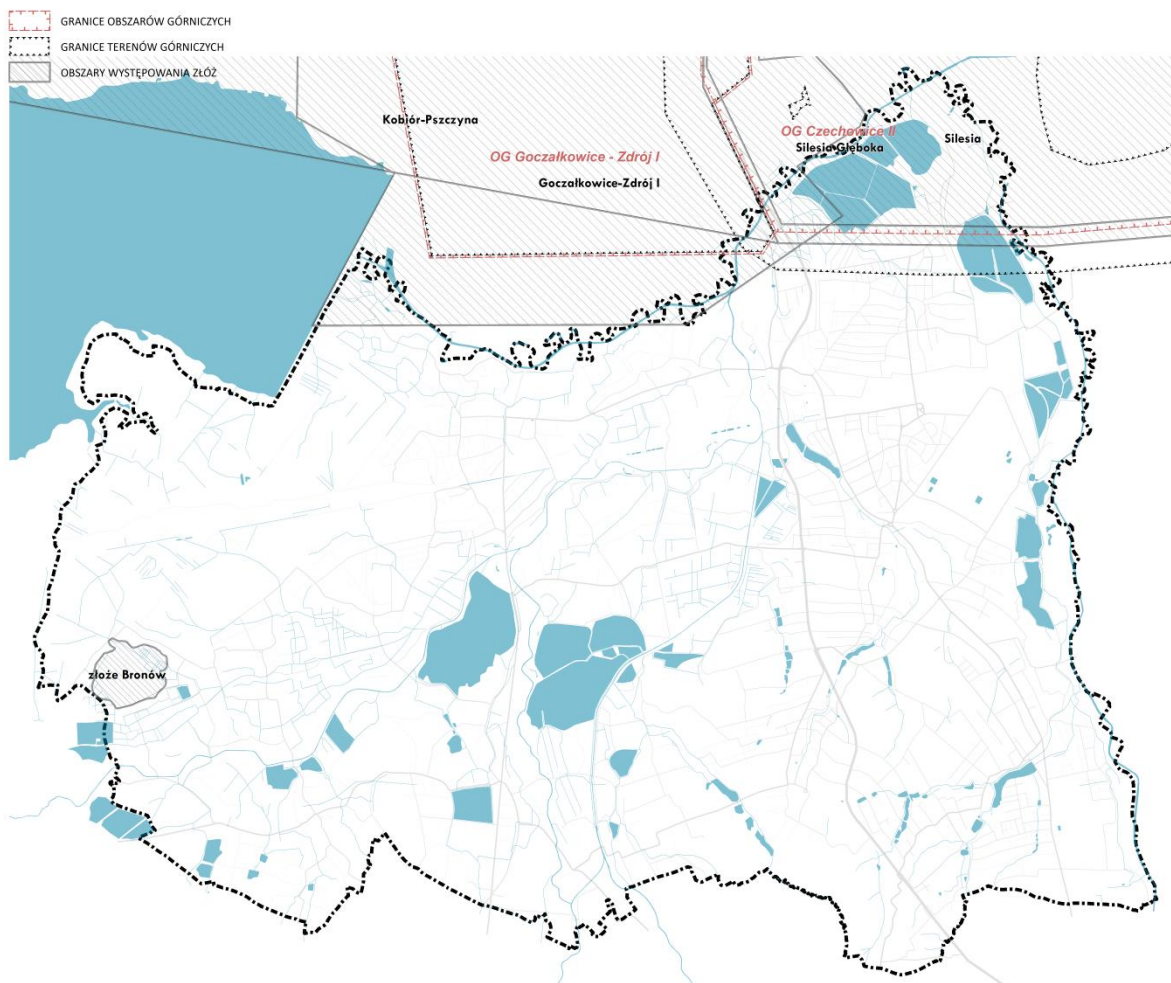 GRANICE OBSZARÓW GÓRNICZYCH
GRANICE TERENÓW GÓRNICZYCH
OBSZARY WYSTĘPOWANIA ZŁÓŻ
Kobiór-Pszczyna
OG Czechowice II
Silesia-Głęboka
Silesia
OG Goczałkowice - Zdrój I
Goczałkowice-Zdrój I
złoże Bronów